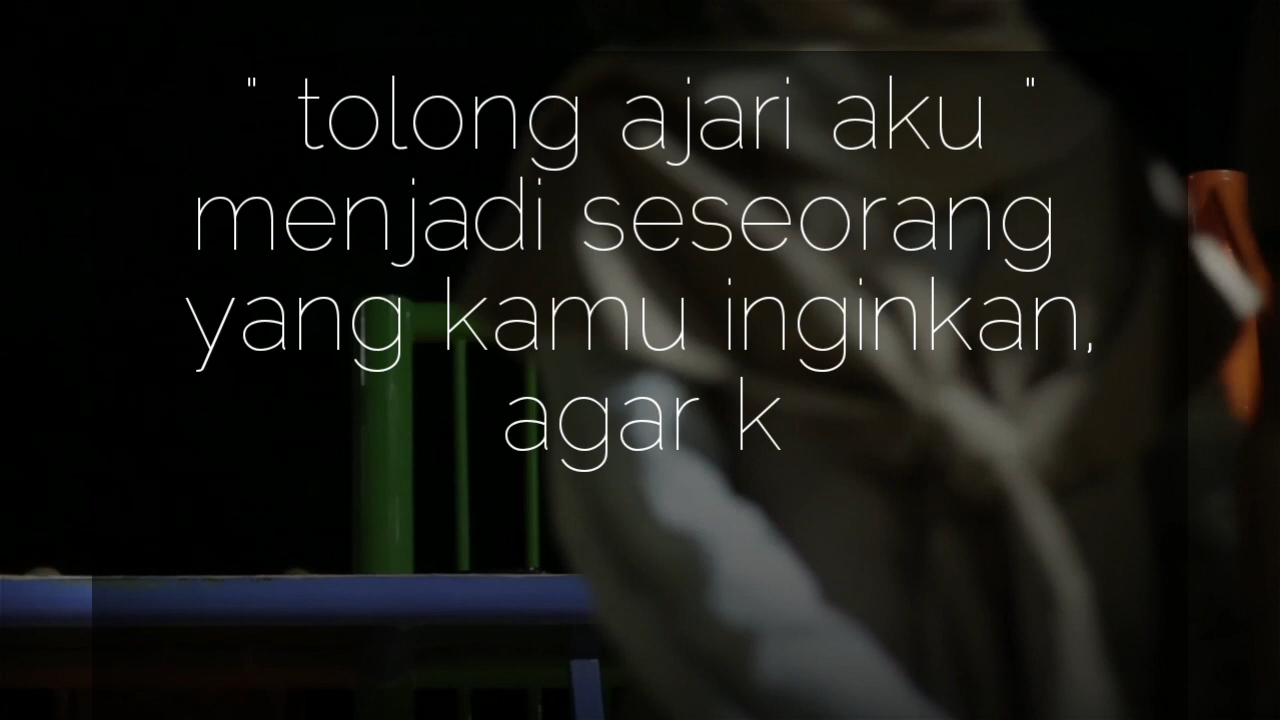 " tolong ajari aku "
menjadi seseorang
yang kamu inginkan,
agar k